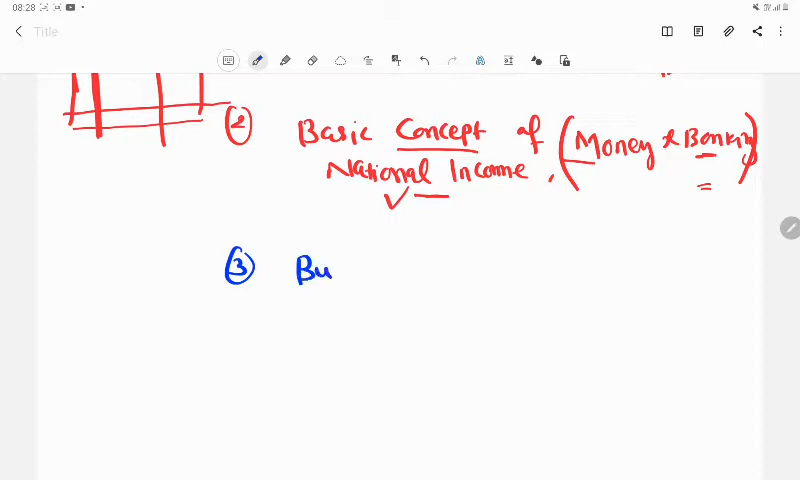 08:28
Title
② Basic Concept of (Money & Banking)
National Income.
③ Bu